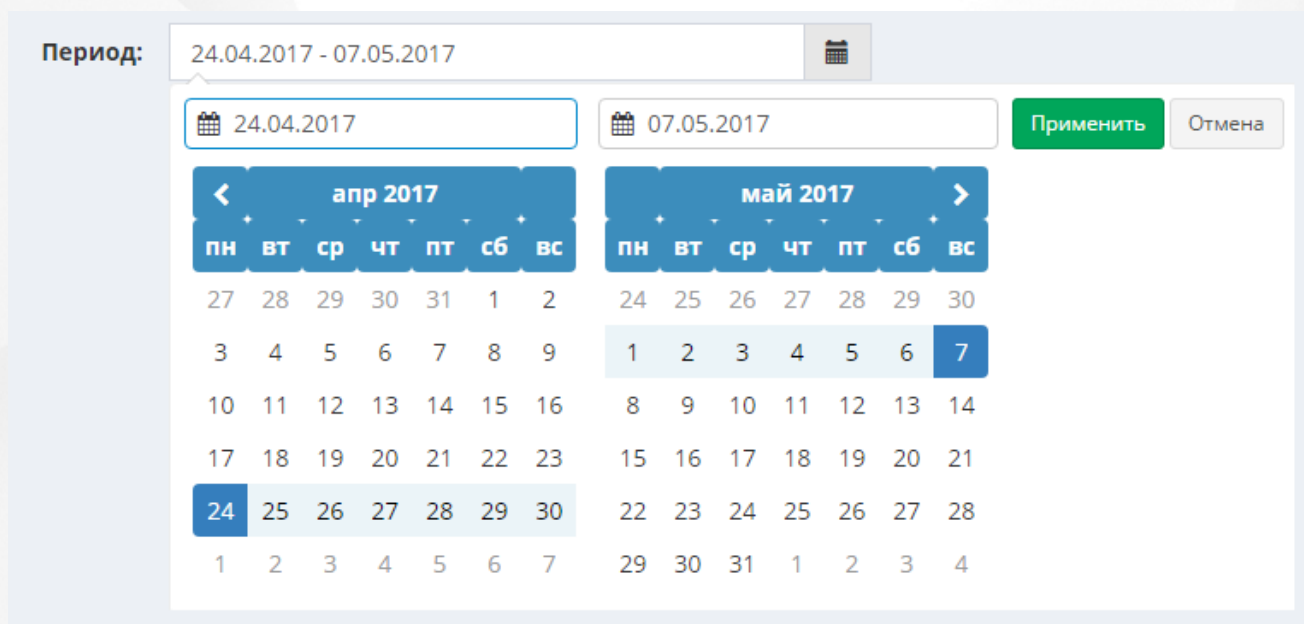 Период: 24.04.2017 - 07.05.2017
24.04.2017 07.05.2017 Применить Отмена
апр 2017 май 2017
пн вт ср чт пт сб вс пн вт ср чт пт сб вс
27 28 29 30 31 1 2 24 25 26 27 28 29 30
3 4 5 6 7 8 9 1 2 3 4 5 6 7
10 11 12 13 14 15 16 8 9 10 11 12 13 14
17 18 19 20 21 22 23 15 16 17 18 19 20 21
24 25 26 27 28 29 30 22 23 24 25 26 27 28
1 2 3 4 5 6 7 29 30 31 1 2 3 4